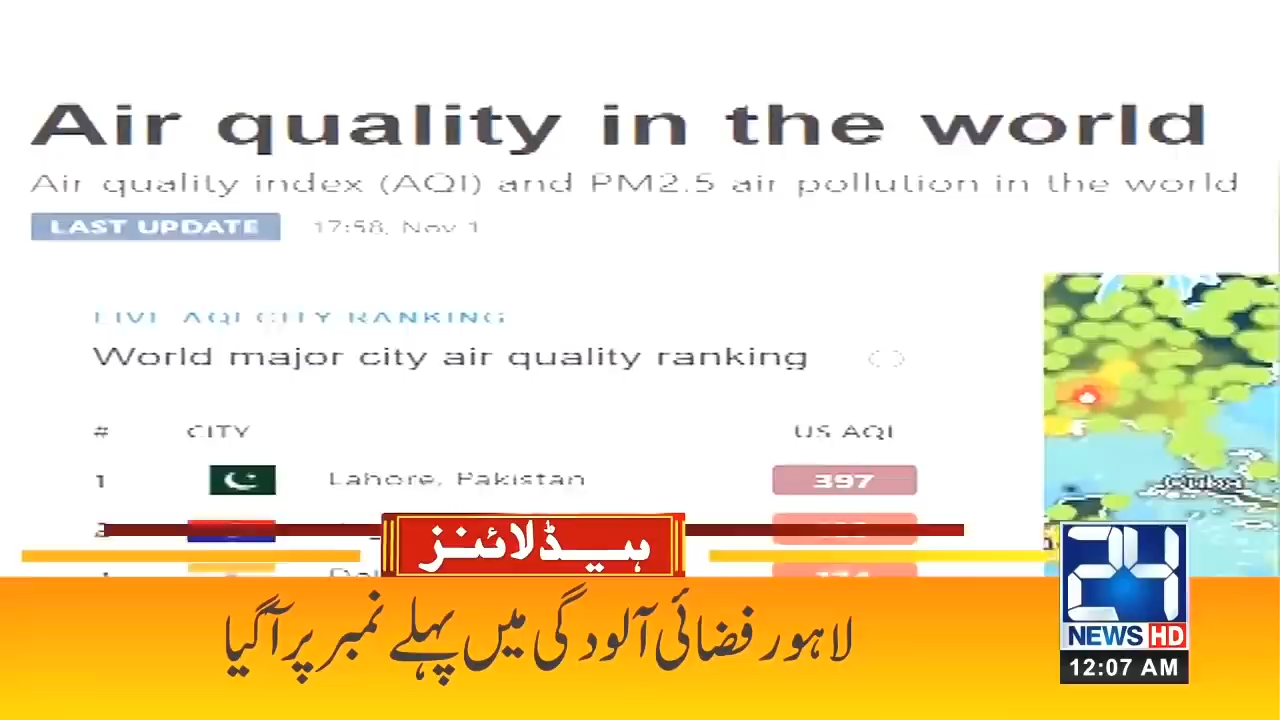 Air quality in the world
Air quality index (AQI) and PM2.5 air pollution in the world
LAST UPDATE 17:58, Nov 1
LIVE AQI CITY RANKING
World major city air quality ranking
# CITY US AQI
1 Lahore, Pakistan 397
ہیڈلائنز
لاہور فضائی آلودگی میں پہلے نمبر پر آگیا
24
NEWS HD
12:07 AM